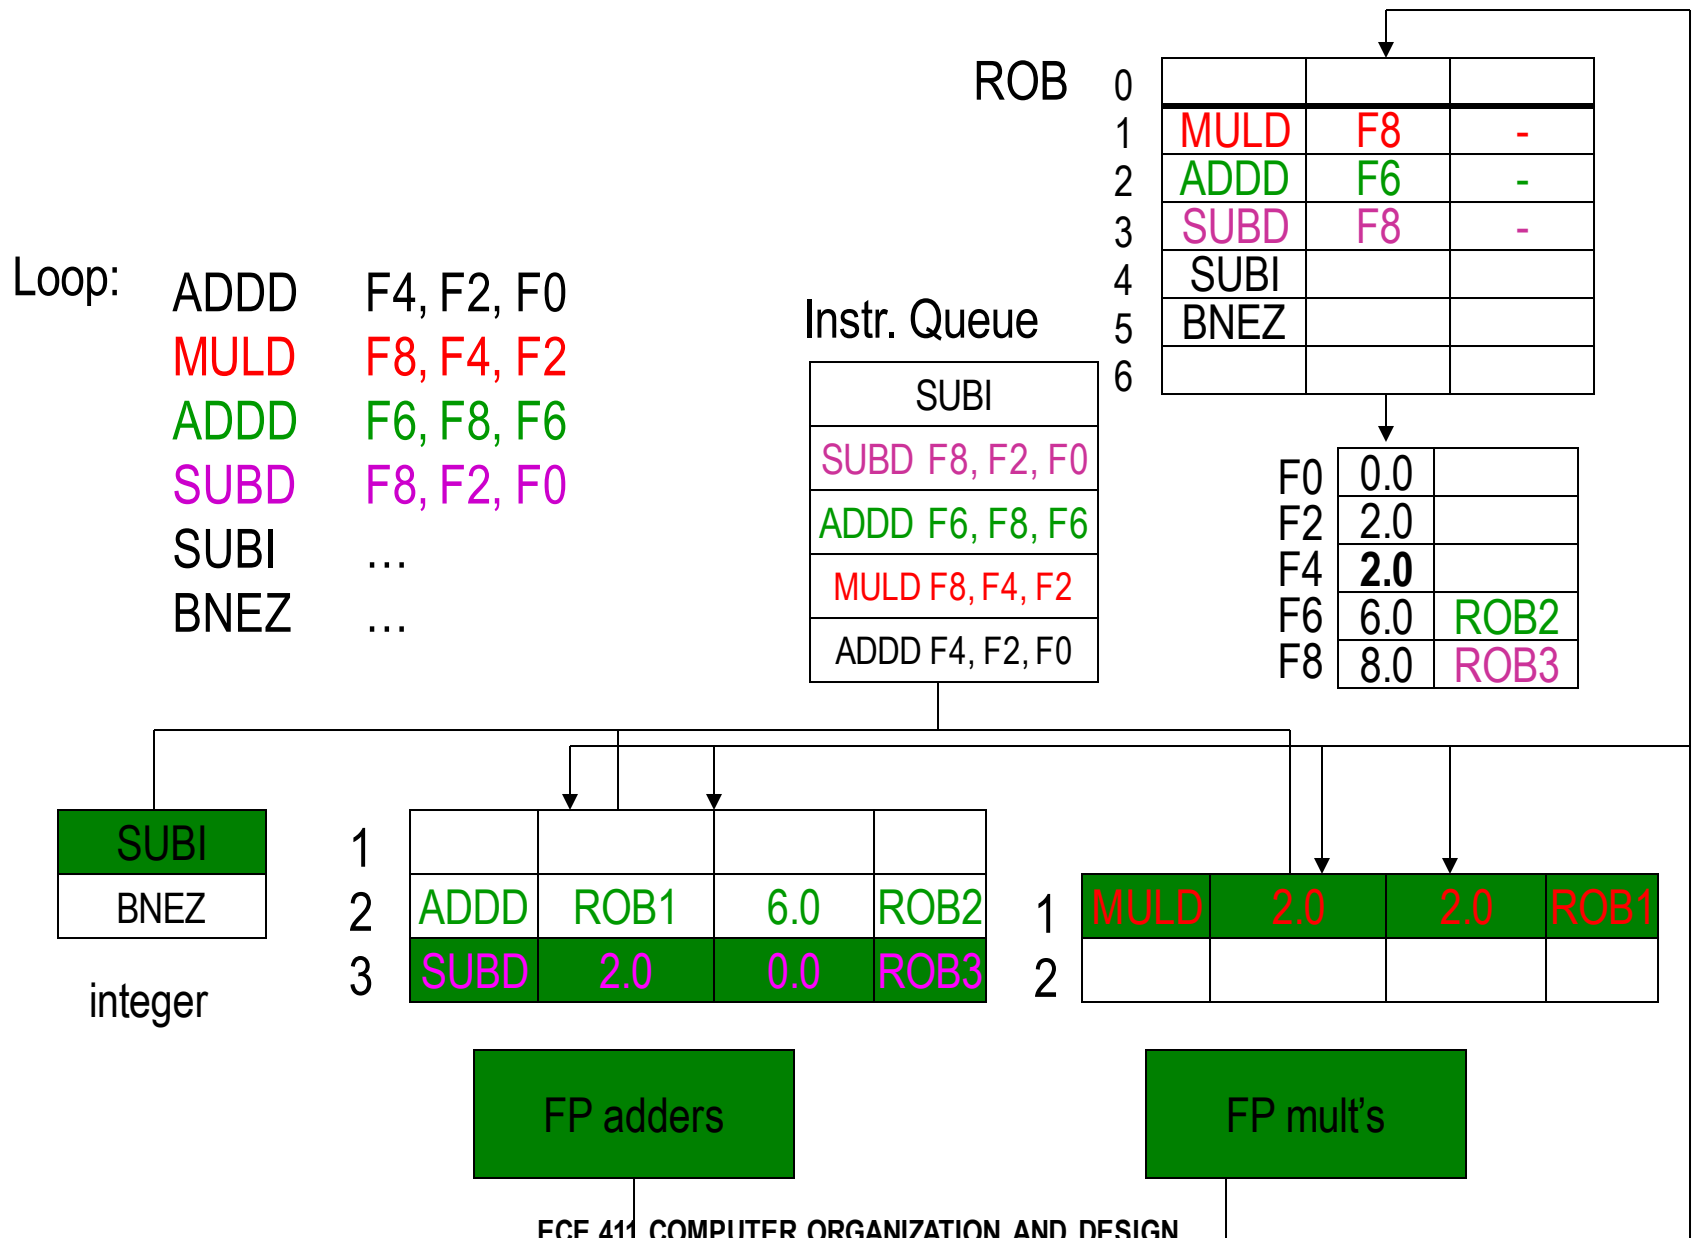 ROB
0
1 MULD F8 -
2 ADDD F6 -
3 SUBD F8 -
4 SUBI
5 BNEZ
6
Loop:
ADDD F4, F2, F0
MULD F8, F4, F2
ADDD F6, F8, F6
SUBD F8, F2, F0
SUBI ...
BNEZ ...
Instr. Queue
SUBI
SUBD F8, F2, F0
ADDD F6, F8, F6
MULD F8, F4, F2
ADDD F4, F2, F0
F0 0.0
F2 2.0
F4 2.0
F6 6.0 ROB2
F8 8.0 ROB3
SUBI
BNEZ
integer
1
2 ADDD ROB1 6.0 ROB2
3 SUBD 2.0 0.0 ROB3
1 MULD 2.0 2.0 ROB1
2
FP adders
FP mult's
ECE 411 COMPUTER ORGANIZATION AND DESIGN